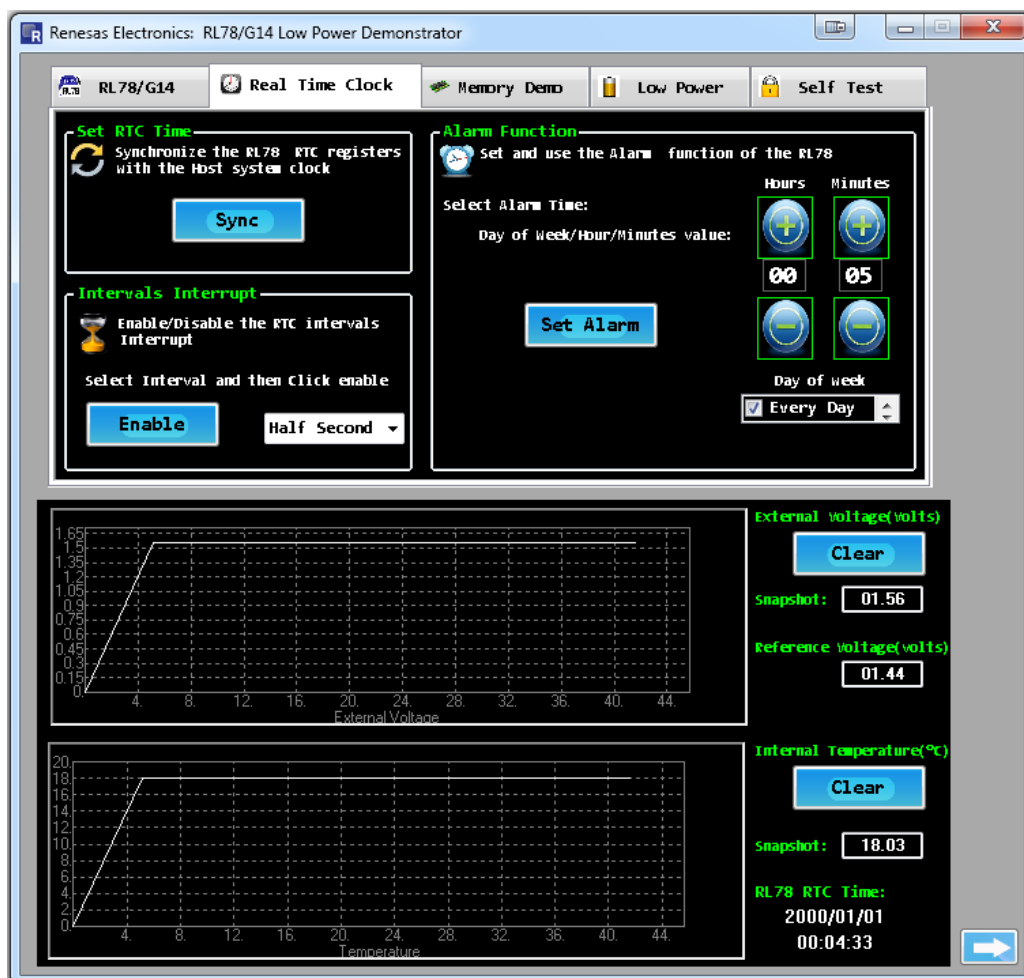 Renesas Electronics: RL78/G14 Low Power Demonstrator
RL78/G14
Real Time Clock
Memory Demo
Low Power
Self Test
Set RTC Time
Synchronize the RL78 RTC registers
with the Host system clock
Sync
Intervals Interrupt
Enable/Disable the RTC intervals
Interrupt
Select Interval and then Click enable
Enable
Half Second
Alarm Function
Set and use the Alarm function of the RL78
Hours Minutes
Select Alarm Time:
Day of Week/Hour/Minutes value:
00 05
Set Alarm
Day of week
Every Day
1.65
1.5
1.35
1.2
1.05
0.9
0.75
0.6
0.45
0.3
0.15
0.
4. 8. 12. 16. 20. 24. 28. 32. 36. 40. 44.
External Voltage
External Voltage(Volts)
Clear
Snapshot: 01.56
Reference Voltage(volts)
01.44
20.
18.
16.
14.
12.
10.
8.
6.
4.
2.
0.
4. 8. 12. 16. 20. 24. 28. 32. 36. 40. 44.
Temperature
Internal Temperature(°C)
Clear
Snapshot: 18.03
RL78 RTC Time:
2000/01/01
00:04:33